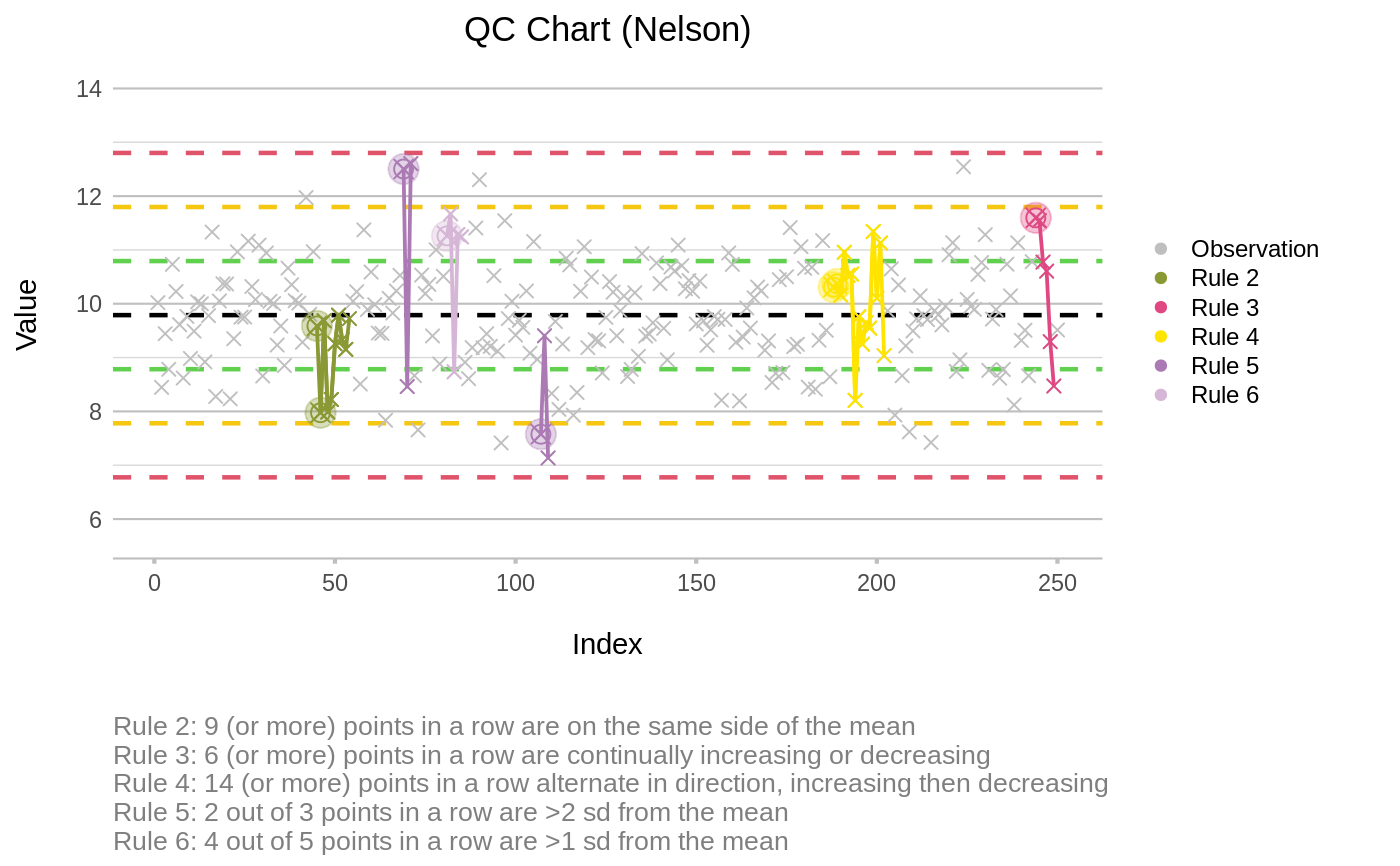 QC Chart (Nelson)
14
12
10
8
6
Value
0 50 100 150 200 250
Index
Observation
Rule 2
Rule 3
Rule 4
Rule 5
Rule 6
Rule 2: 9 (or more) points in a row are on the same side of the mean
Rule 3: 6 (or more) points in a row are continually increasing or decreasing
Rule 4: 14 (or more) points in a row alternate in direction, increasing then decreasing
Rule 5: 2 out of 3 points in a row are >2 sd from the mean
Rule 6: 4 out of 5 points in a row are >1 sd from the mean